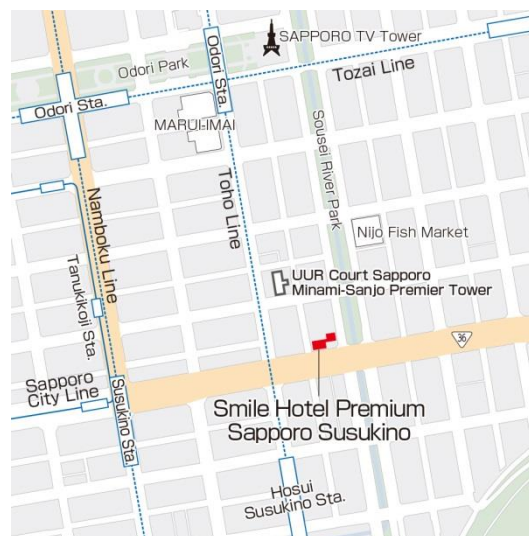 SAPPORO TV Tower
Odori Park
Odori Sta.
Tozai Line
Odori Sta.
MARUI-IMAI
Sousei River Park
Toho Line
Namboku Line
Nijo Fish Market
Tanukikoji Sta.
UUR Court Sapporo
Minami-Sanjo Premier Tower
36
Sapporo
City Line
Susukino Sta.
Smile Hotel Premium
Sapporo Susukino
Hosui
Susukino Sta.